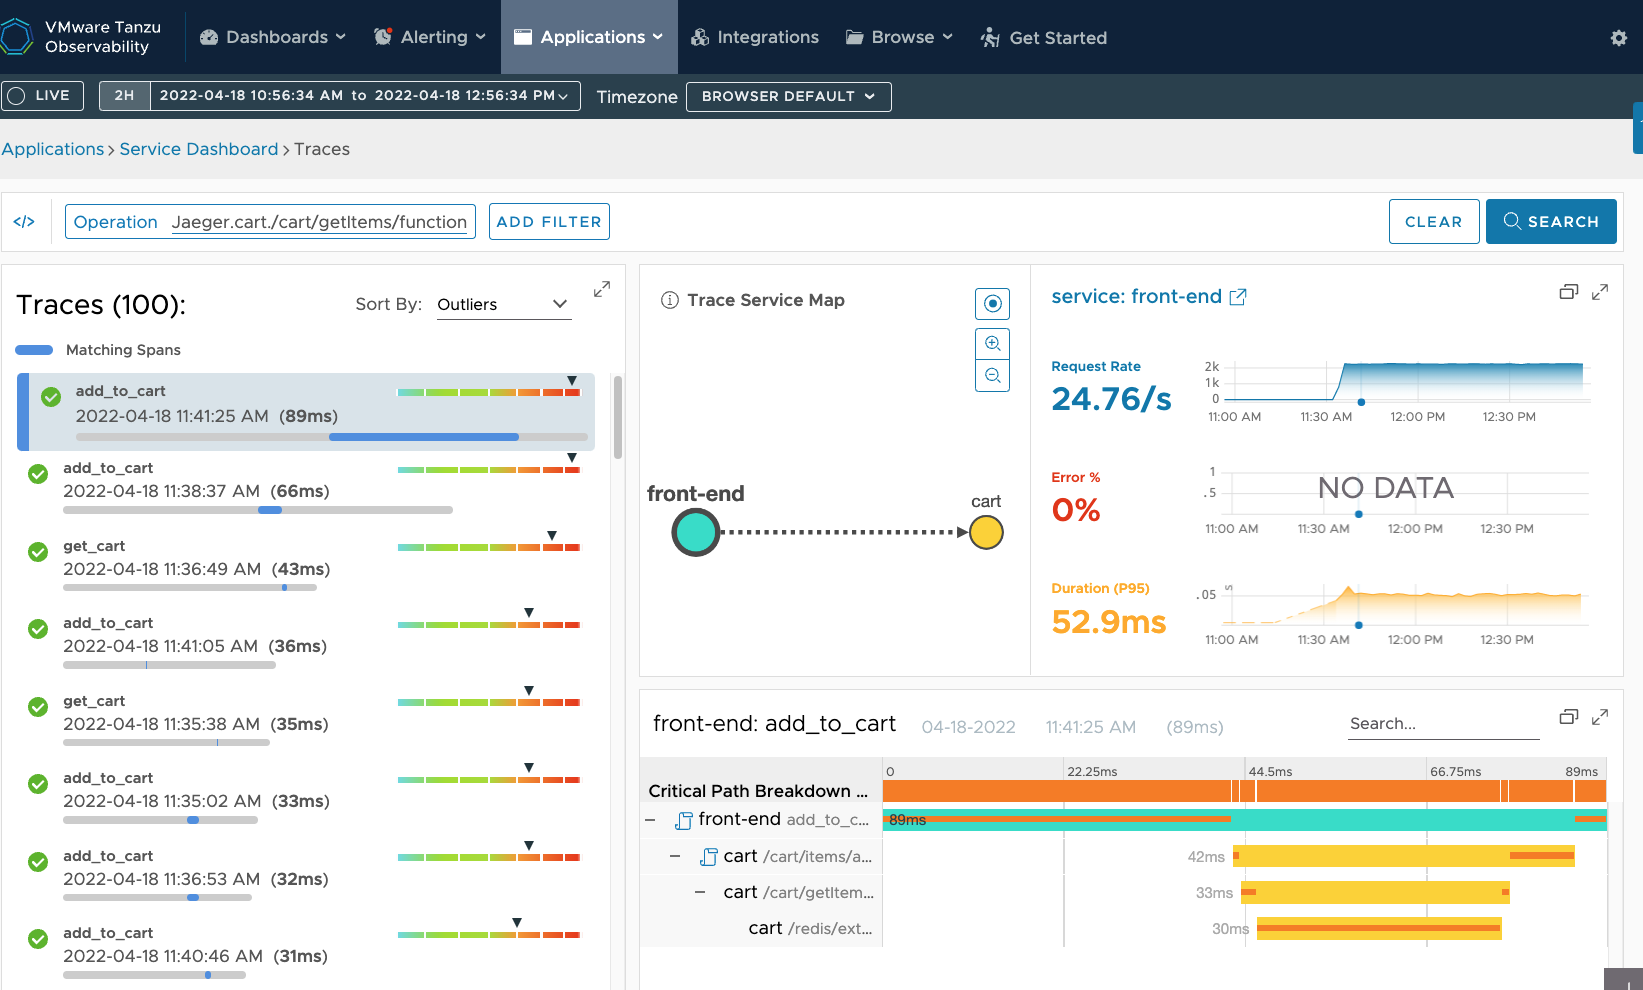 VMware Tanzu
Observability
Dashboards
Alerting
Applications
Integrations
Browse
Get Started
LIVE
2H
2022-04-18 10:56:34 AM to 2022-04-18 12:56:34 PM
Timezone
BROWSER DEFAULT
Applications > Service Dashboard > Traces
</>
Operation Jaeger.cart./cart/getItems/function
ADD FILTER
CLEAR
SEARCH
Traces (100):
Sort By: Outliers
Matching Spans
add_to_cart
2022-04-18 11:41:25 AM (89ms)
add_to_cart
2022-04-18 11:38:37 AM (66ms)
get_cart
2022-04-18 11:36:49 AM (43ms)
add_to_cart
2022-04-18 11:41:05 AM (36ms)
get_cart
2022-04-18 11:35:38 AM (35ms)
add_to_cart
2022-04-18 11:35:02 AM (33ms)
add_to_cart
2022-04-18 11:36:53 AM (32ms)
add_to_cart
2022-04-18 11:40:46 AM (31ms)
Trace Service Map
front-end
cart
service: front-end
Request Rate
24.76/s
2k
1k
0
11:00 AM 11:30 AM 12:00 PM 12:30 PM
Error %
0%
1
.5
NO DATA
11:00 AM 11:30 AM 12:00 PM 12:30 PM
Duration (P95)
52.9ms
.05 s
11:00 AM 11:30 AM 12:00 PM 12:30 PM
front-end: add_to_cart 04-18-2022 11:41:25 AM (89ms)
Search...
0 22.25ms 44.5ms 66.75ms 89ms
Critical Path Breakdown ...
front-end add_to_c... 89ms
cart /cart/items/a... 42ms
cart /cart/getItem... 33ms
cart /redis/ext... 30ms